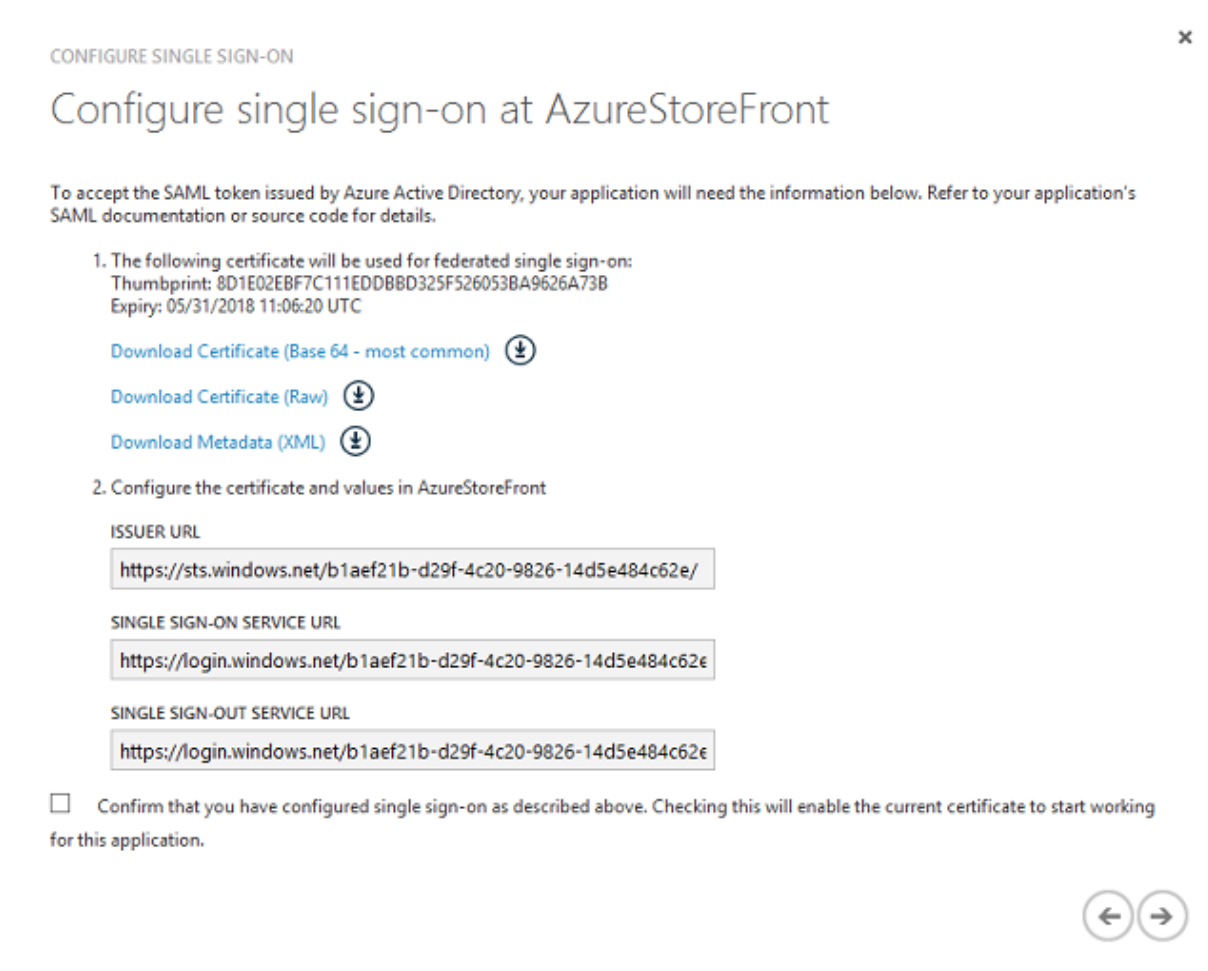 CONFIGURE SINGLE SIGN-ON
Configure single sign-on at AzureStoreFront
To accept the SAML token issued by Azure Active Directory, your application will need the information below. Refer to your application's
SAML documentation or source code for details.
1. The following certificate will be used for federated single sign-on:
Thumbprint: 8D1E02EBF7C111EDDBBD325F526053BA9626A73B
Expiry: 05/31/2018 11:06:20 UTC
Download Certificate (Base 64 - most common)
Download Certificate (Raw)
Download Metadata (XML)
2. Configure the certificate and values in AzureStoreFront
ISSUER URL
https://sts.windows.net/b1aef21b-d29f-4c20-9826-14d5e484c62e/
SINGLE SIGN-ON SERVICE URL
https://login.windows.net/b1aef21b-d29f-4c20-9826-14d5e484c62e
SINGLE SIGN-OUT SERVICE URL
https://login.windows.net/b1aef21b-d29f-4c20-9826-14d5e484c62e
Confirm that you have configured single sign-on as described above. Checking this will enable the current certificate to start working
for this application.